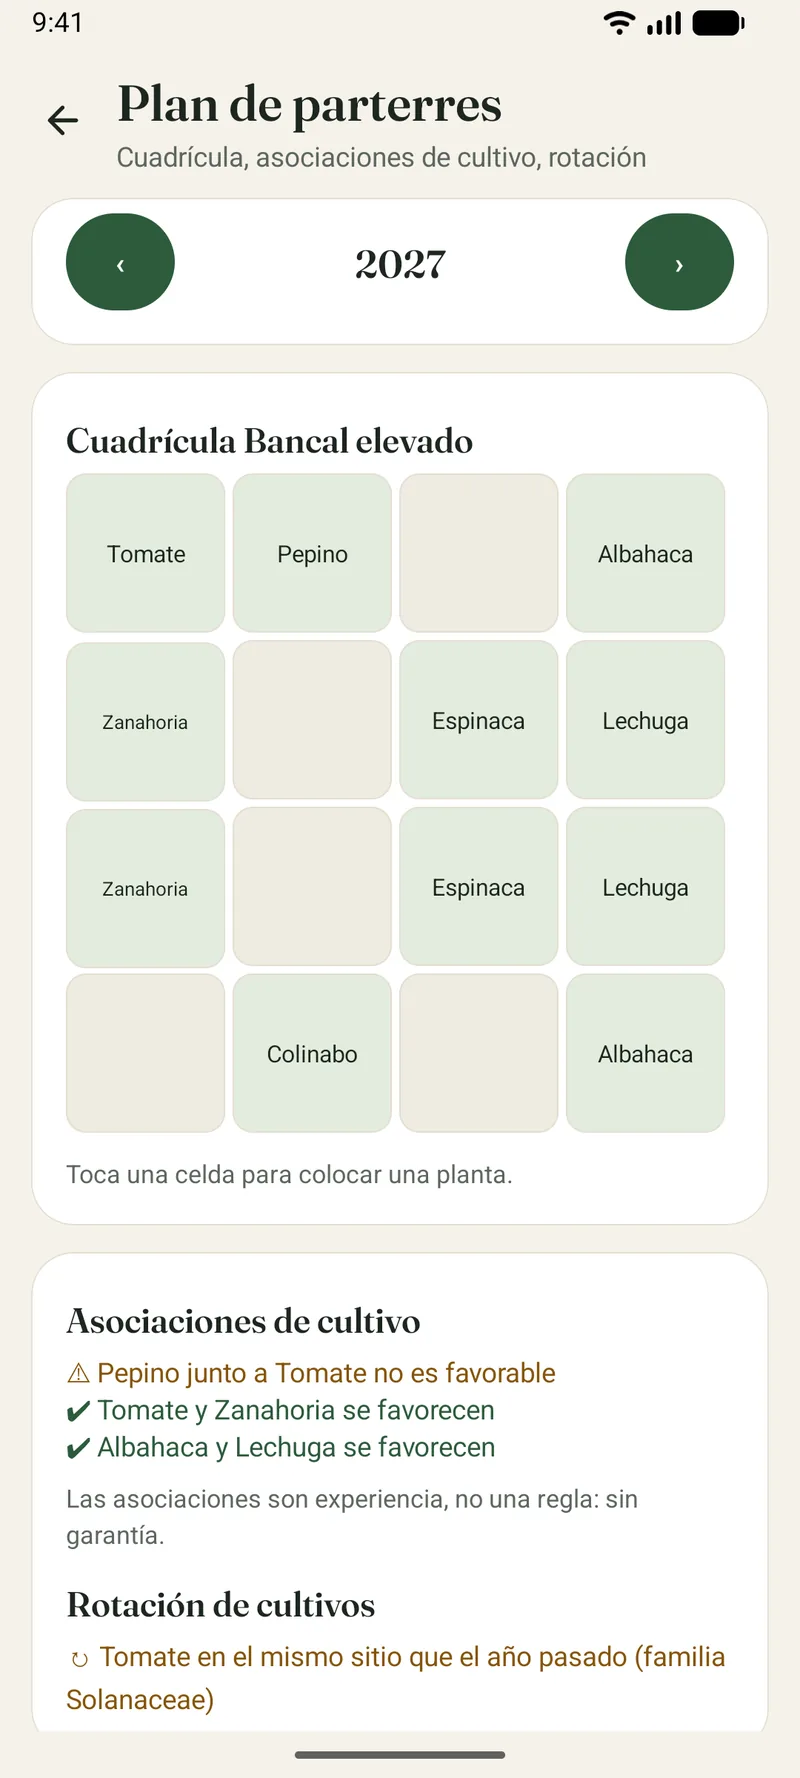 9:41
Plan de parterres
Cuadrícula, asociaciones de cultivo, rotación
‹ 2027 ›
Cuadrícula Bancal elevado
Tomate Pepino Albahaca
Zanahoria Espinaca Lechuga
Zanahoria Espinaca Lechuga
Colinabo Albahaca
Toca una celda para colocar una planta.
Asociaciones de cultivo
⚠ Pepino junto a Tomate no es favorable
✔ Tomate y Zanahoria se favorecen
✔ Albahaca y Lechuga se favorecen
Las asociaciones son experiencia, no una regla: sin
garantía.
Rotación de cultivos
↻ Tomate en el mismo sitio que el año pasado (familia
Solanaceae)